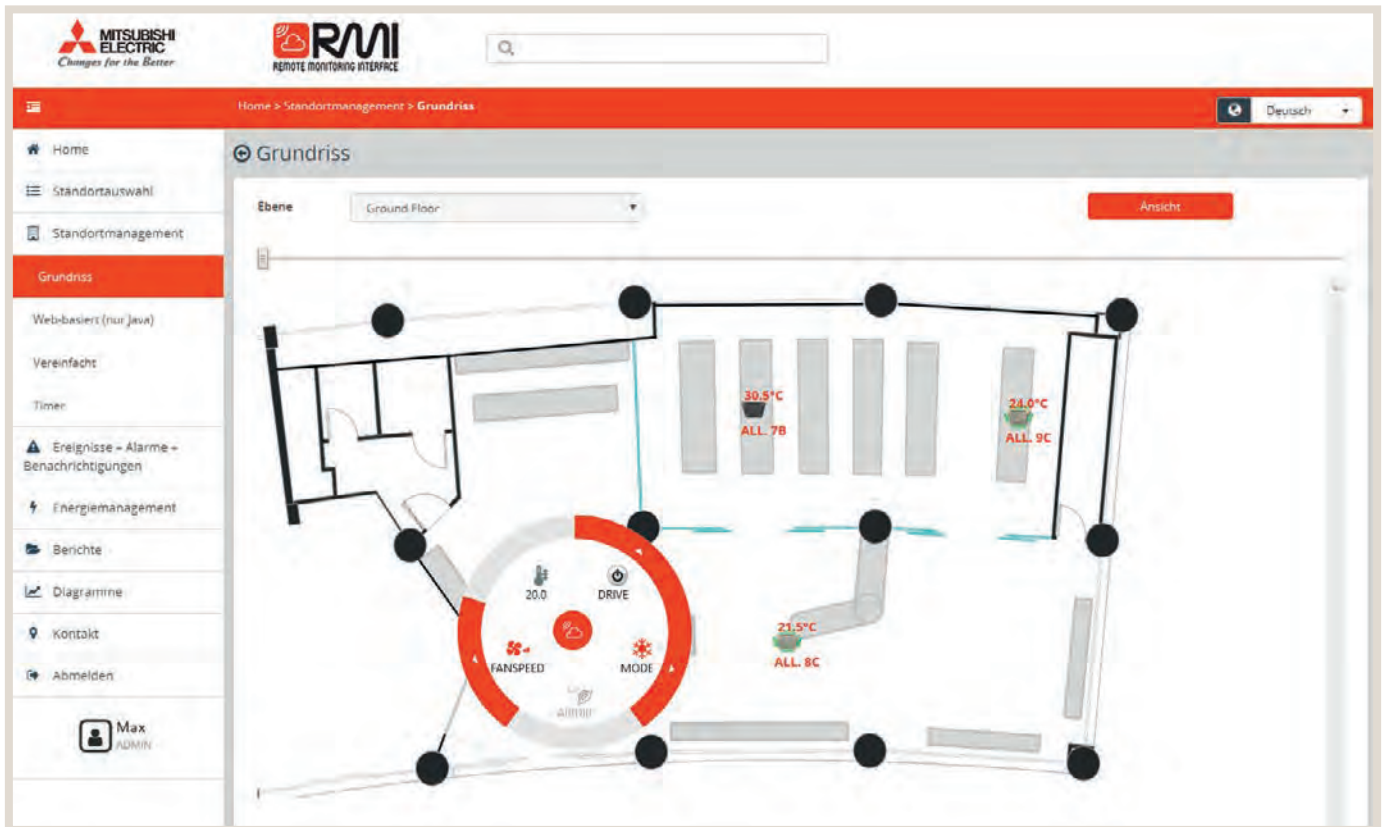 MITSUBISHI
ELECTRIC
Changes for the Better
RMI
REMOTE MONITORING INTERFACE
Home > Standortmanagement > Grundriss
Deutsch
Home
Standortauswahl
Standortmanagement
Grundriss
Web-basiert (nur Java)
Vereinfacht
Timer
Ereignisse – Alarme –
Benachrichtigungen
Energiemanagement
Berichte
Diagramme
Kontakt
Abmelden
Max
ADMIN
Grundriss
Ebene
Ground Floor
Ansicht
30.5°C
ALL. 7B
24.0°C
ALL. 9C
20.0
DRIVE
FANSPEED
MODE
21.5°C
ALL. 8C